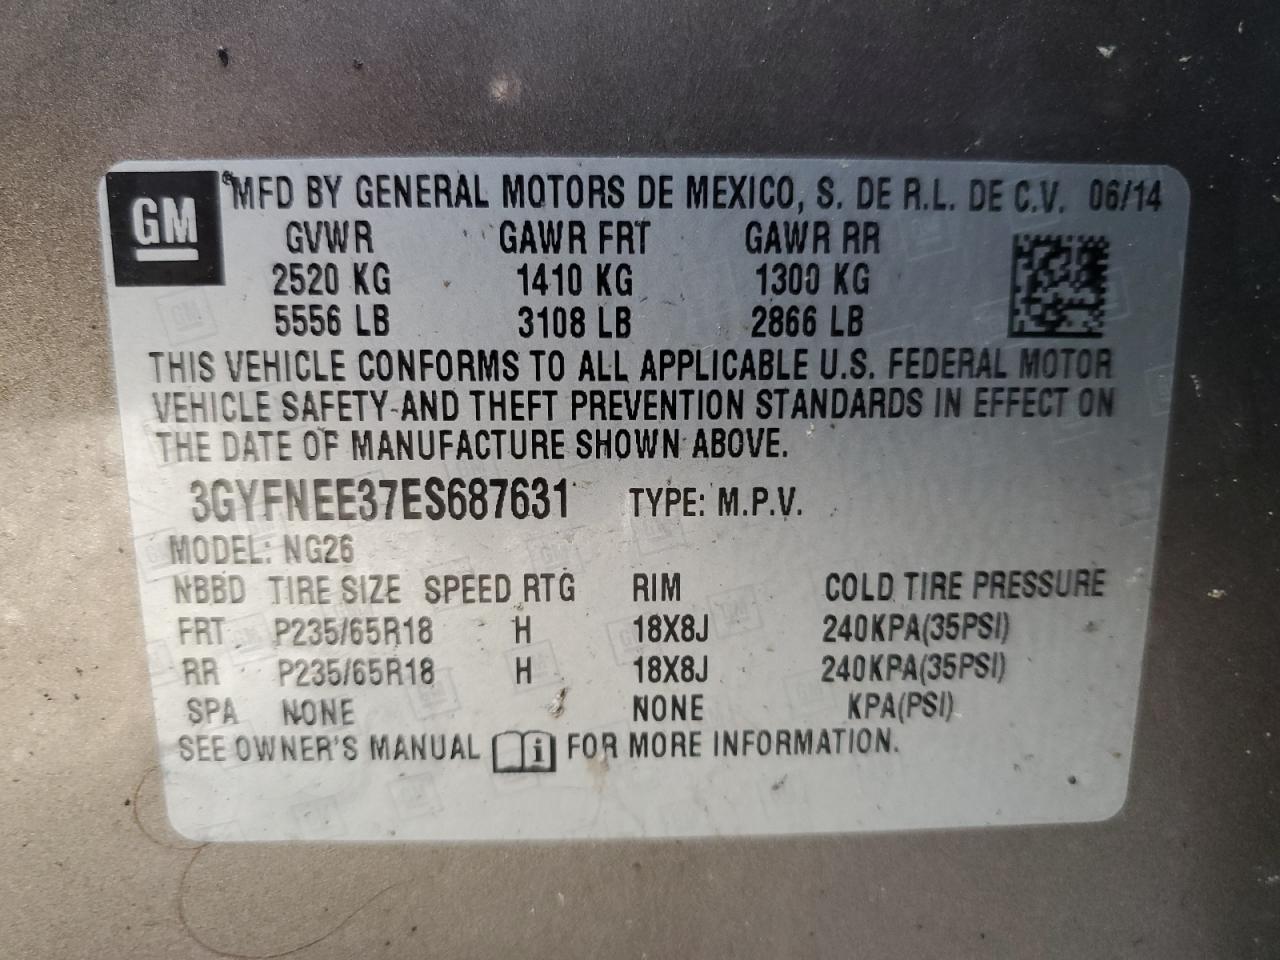 GM ® MFD BY GENERAL MOTORS DE MEXICO, S. DE R.L. DE C.V. 06/14
GVWR GAWR FRT GAWR RR
2520 KG 1410 KG 1300 KG
5556 LB 3108 LB 2866 LB
THIS VEHICLE CONFORMS TO ALL APPLICABLE U.S. FEDERAL MOTOR
VEHICLE SAFETY AND THEFT PREVENTION STANDARDS IN EFFECT ON
THE DATE OF MANUFACTURE SHOWN ABOVE.
3GYFNEE37ES687631 TYPE: M.P.V.
MODEL: NG26
NBBD TIRE SIZE SPEED RTG RIM COLD TIRE PRESSURE
FRT P235/65R18 H 18X8J 240KPA(35PSI)
RR P235/65R18 H 18X8J 240KPA(35PSI)
SPA NONE NONE KPA(PSI)
SEE OWNER'S MANUAL i FOR MORE INFORMATION.